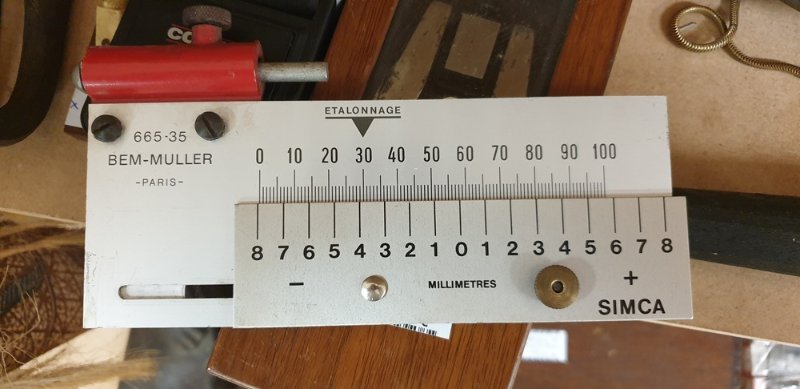 CO
ETALONNAGE
665-35
BEM-MULLER
-PARIS-
0 10 20 30 40 50 60 70 80 90 100
8 7 6 5 4 3 2 1 0 1 2 3 4 5 6 7 8
− MILLIMETRES +
SIMCA